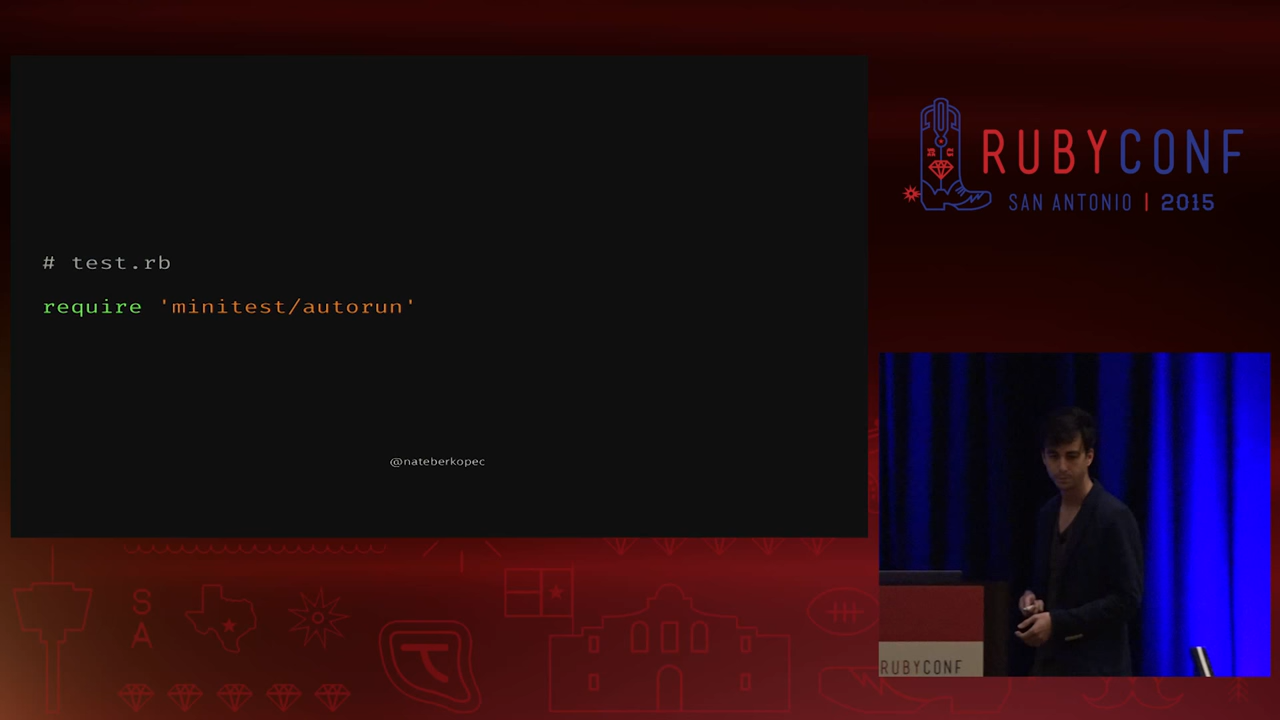 # test.rb
require 'minitest/autorun'
@nateberkopec
RUBYCONF
SAN ANTONIO | 2015
S
A
RUBYCONF